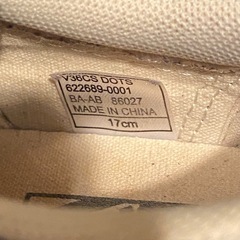 V36CS DOTS
622689-0001
BA-AB 86027
MADE IN CHINA
17cm